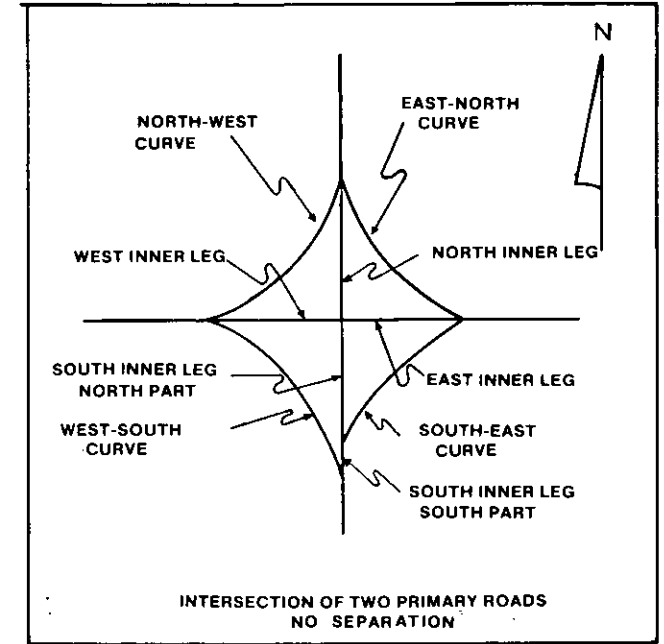 N
EAST-NORTH
CURVE
NORTH-WEST
CURVE
WEST INNER LEG
NORTH INNER LEG
SOUTH INNER LEG
NORTH PART
EAST INNER LEG
WEST-SOUTH
CURVE
SOUTH-EAST
CURVE
SOUTH INNER LEG
SOUTH PART
INTERSECTION OF TWO PRIMARY ROADS
NO SEPARATION